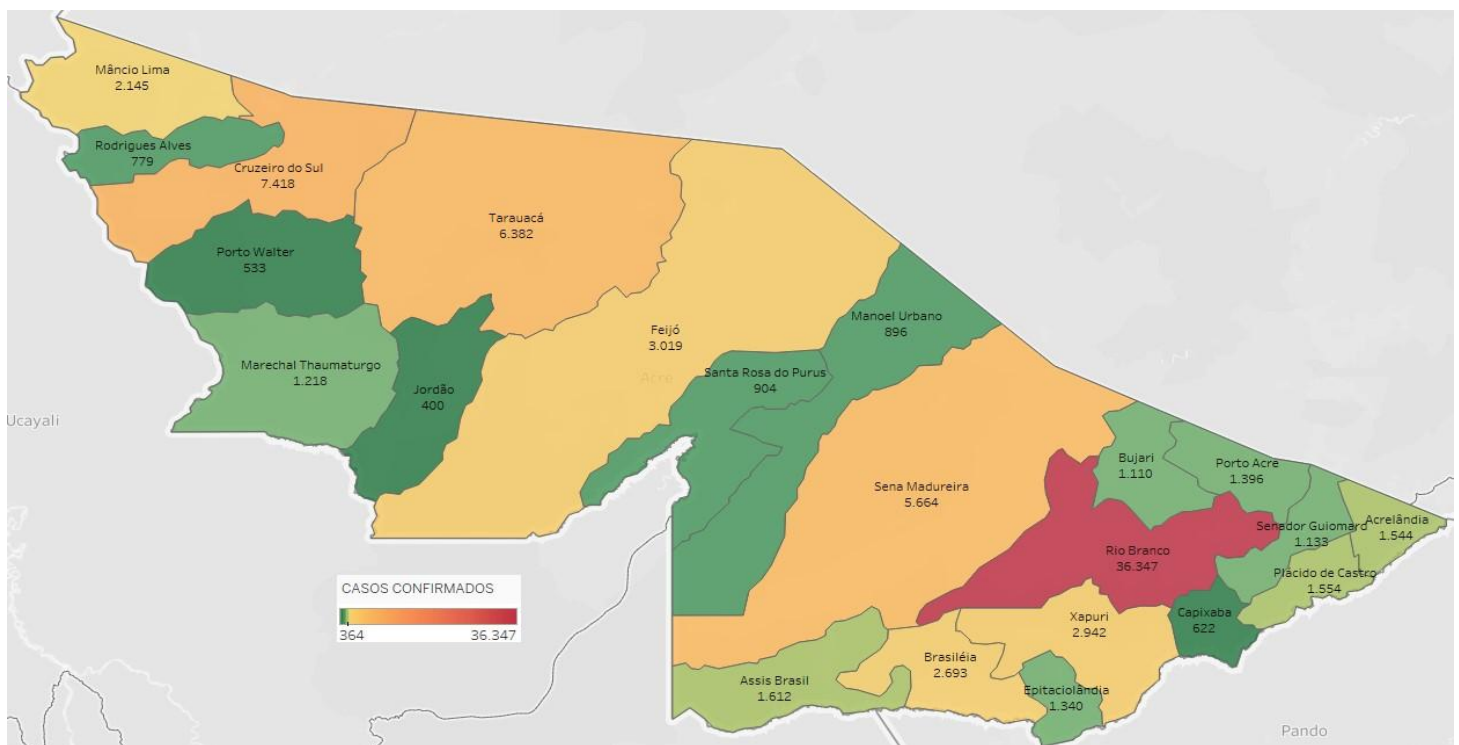 Mâncio Lima
2.145
Rodrigues Alves
779
Cruzeiro do Sul
7.418
Tarauacá
6.382
Porto Walter
533
Marechal Thaumaturgo
1.218
Jordão
400
Feijó
3.019
Acre
Manoel Urbano
896
Santa Rosa do Purus
904
Ucayali
Sena Madureira
5.664
Bujari
1.110
Porto Acre
1.396
Senador Guiomard
1.133
Acrelândia
1.544
Rio Branco
36.347
Plácido de Castro
1.554
Capixaba
622
Xapuri
2.942
Brasiléia
2.693
Assis Brasil
1.612
Epitaciolândia
1.340
Pando
CASOS CONFIRMADOS
364 36.347